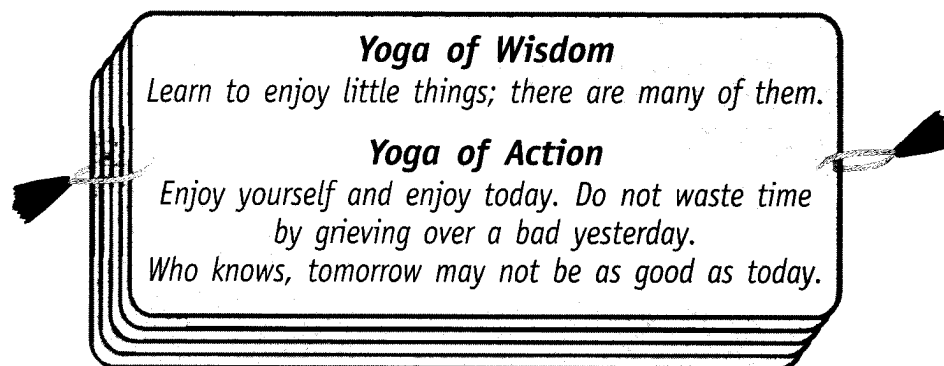 Yoga of Wisdom
Learn to enjoy little things; there are many of them.
Yoga of Action
Enjoy yourself and enjoy today. Do not waste time
by grieving over a bad yesterday.
Who knows, tomorrow may not be as good as today.